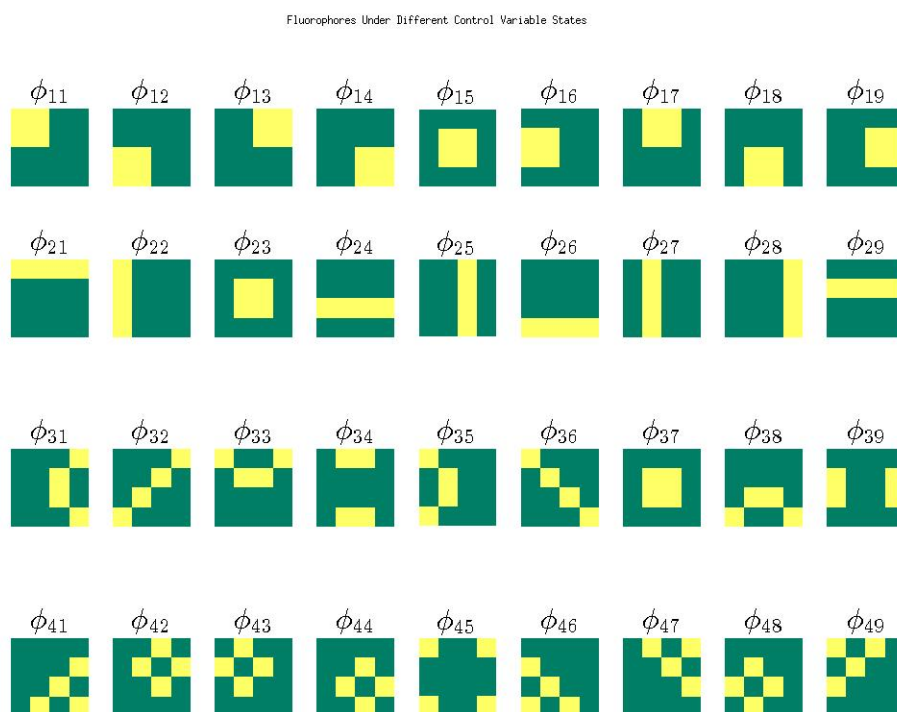 Fluorophores Under Different Control Variable States
ϕ11 ϕ12 ϕ13 ϕ14 ϕ15 ϕ16 ϕ17 ϕ18 ϕ19
ϕ21 ϕ22 ϕ23 ϕ24 ϕ25 ϕ26 ϕ27 ϕ28 ϕ29
ϕ31 ϕ32 ϕ33 ϕ34 ϕ35 ϕ36 ϕ37 ϕ38 ϕ39
ϕ41 ϕ42 ϕ43 ϕ44 ϕ45 ϕ46 ϕ47 ϕ48 ϕ49